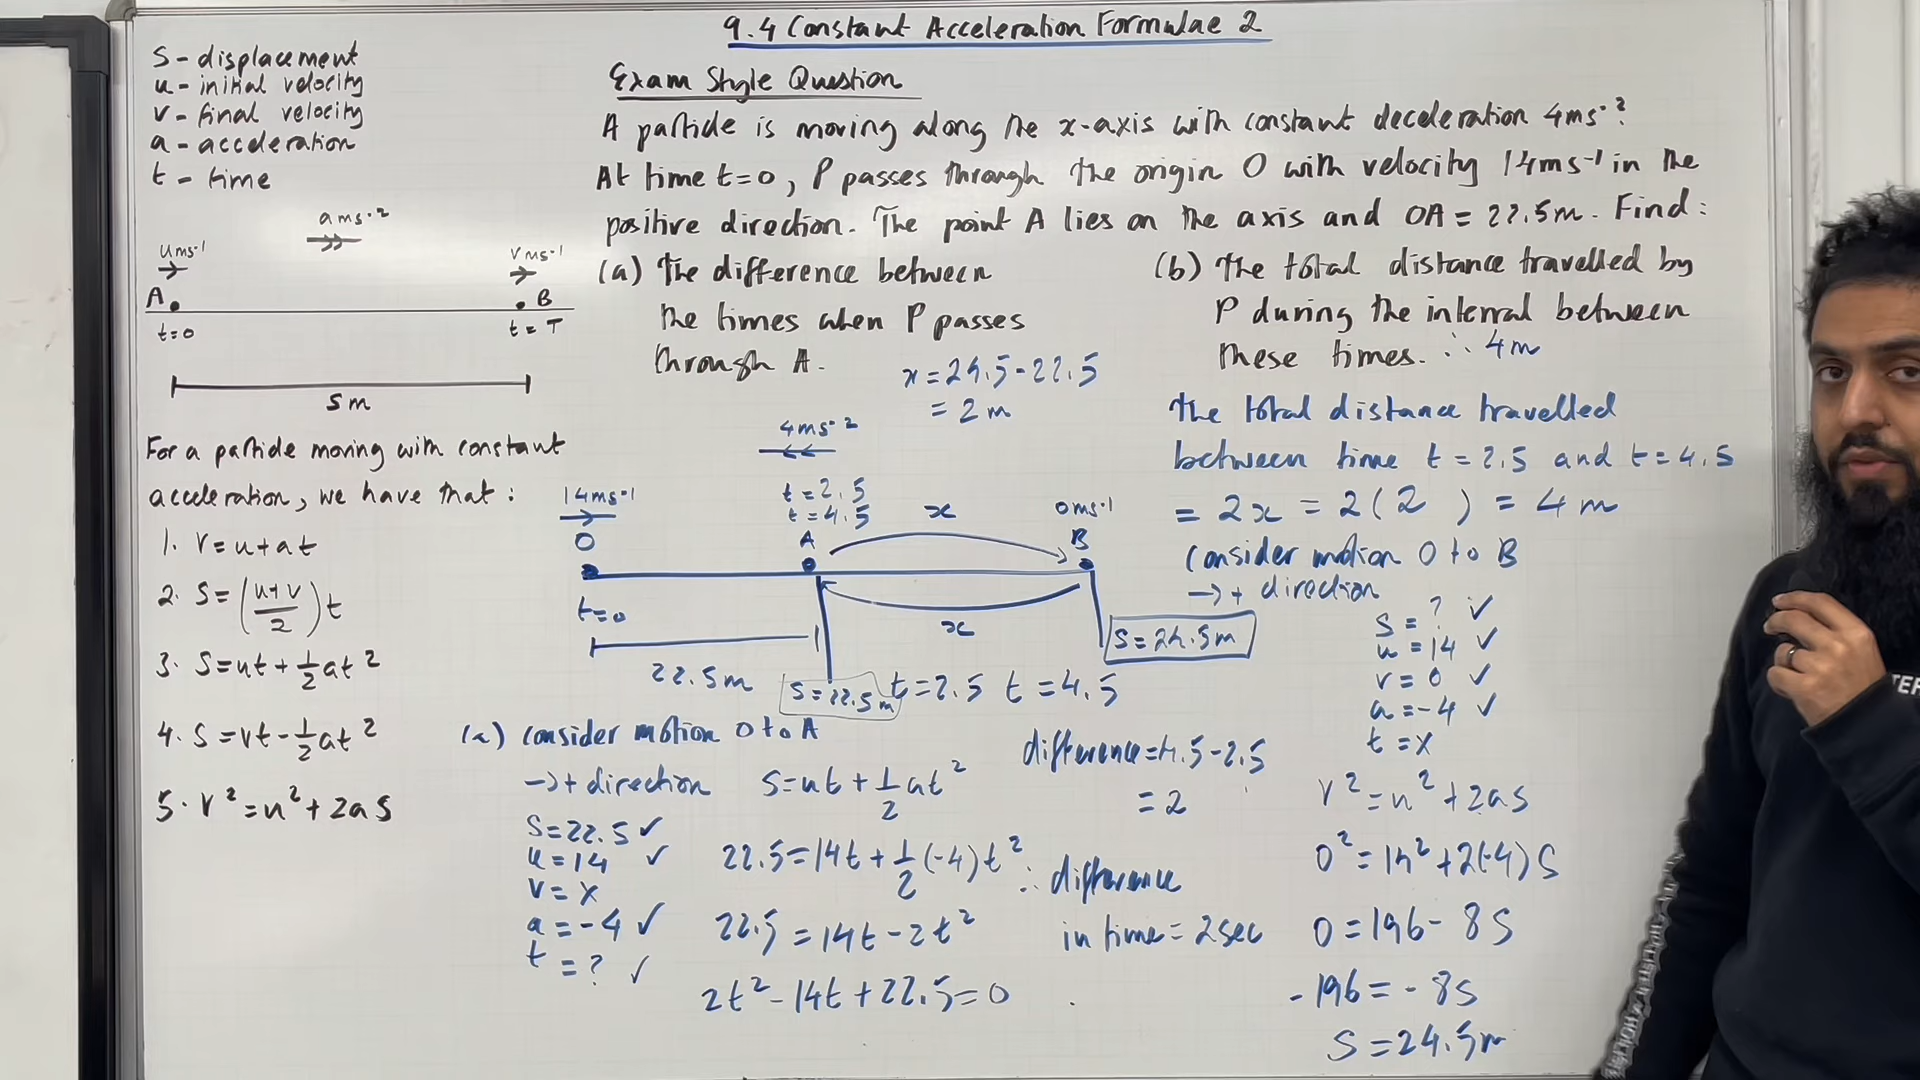 9.4 Constant Acceleration Formulae 2
s - displacement
u - initial velocity
v - final velocity
a - acceleration
t - time
a ms⁻²
u ms⁻¹
v ms⁻¹
A
B
t=0
t = T
s m
For a particle moving with constant
acceleration, we have that :
1. v = u + at
2. s = ((u+v)/2) t
3. s = ut + 1/2 at²
4. s = vt - 1/2 at²
5. v² = u² + 2as
Exam Style Question
A particle is moving along the x-axis with constant deceleration 4ms⁻².
At time t=0, P passes through the origin O with velocity 14ms⁻¹ in the
positive direction. The point A lies on the axis and OA = 22.5m. Find:
(a) The difference between
the times when P passes
through A.
x = 24.5 - 22.5
= 2 m
(b) The total distance travelled by
P during the interval between
these times. ∴ 4m
4ms⁻²
14ms⁻¹
t = 2.5
t = 4.5
x
0ms⁻¹
O
A
B
t=0
x
22.5m
s = 22.5m
s = 24.5m
t = 2.5 t = 4.5
The total distance travelled
between time t = 2.5 and t = 4.5
= 2x = 2(2 ) = 4 m
Consider motion O to B
→ + direction
s = ? ✓
u = 14 ✓
v = 0 ✓
a = -4 ✓
t = x
v² = u² + 2as
0² = 14² + 2(-4)s
0 = 196 - 8s
-196 = -8s
s = 24.5m
(a) consider motion O to A
→ + direction
s = 22.5 ✓
u = 14 ✓
v = x
a = -4 ✓
t = ? ✓
s = ut + 1/2 at²
22.5 = 14t + 1/2 (-4)t²
22.5 = 14t - 2t²
2t² - 14t + 22.5 = 0
difference = 4.5 - 2.5
= 2
∴ difference
in time = 2sec